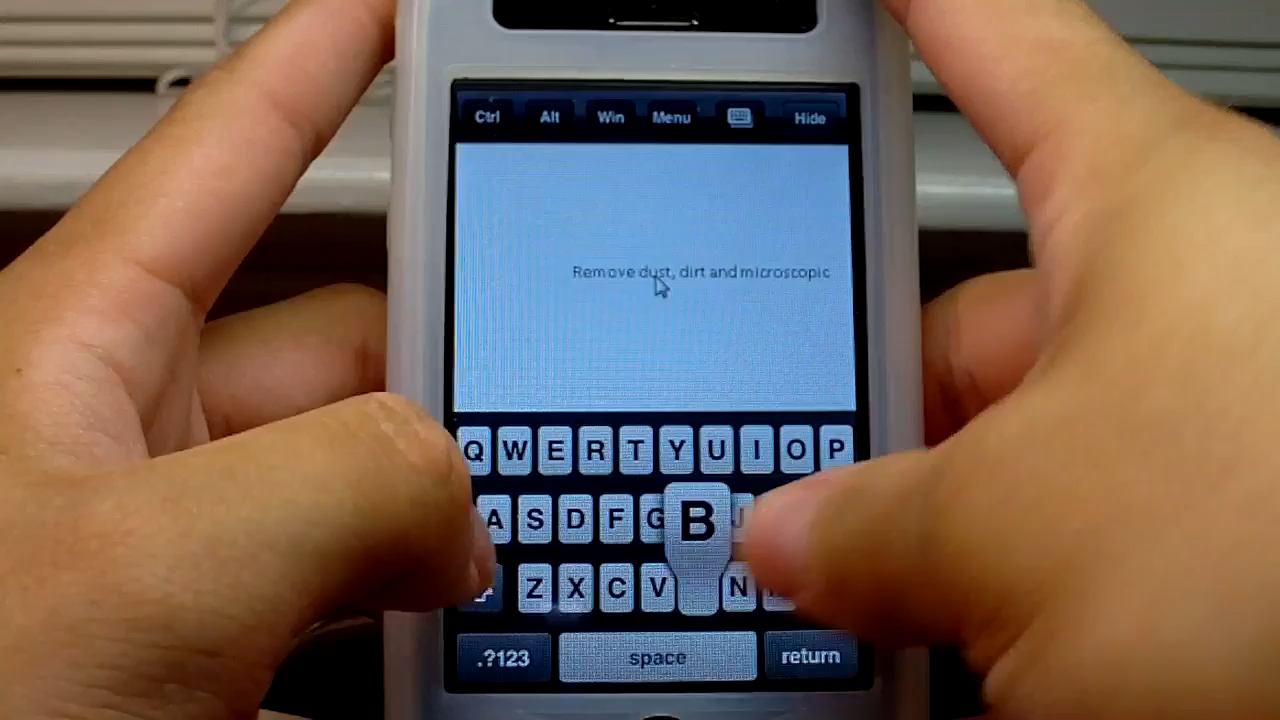 Ctrl Alt Win Menu Hide
Remove dust, dirt and microscopic
Q W E R T Y U I O P
A S D F G B J
Z X C V N
.?123 space return